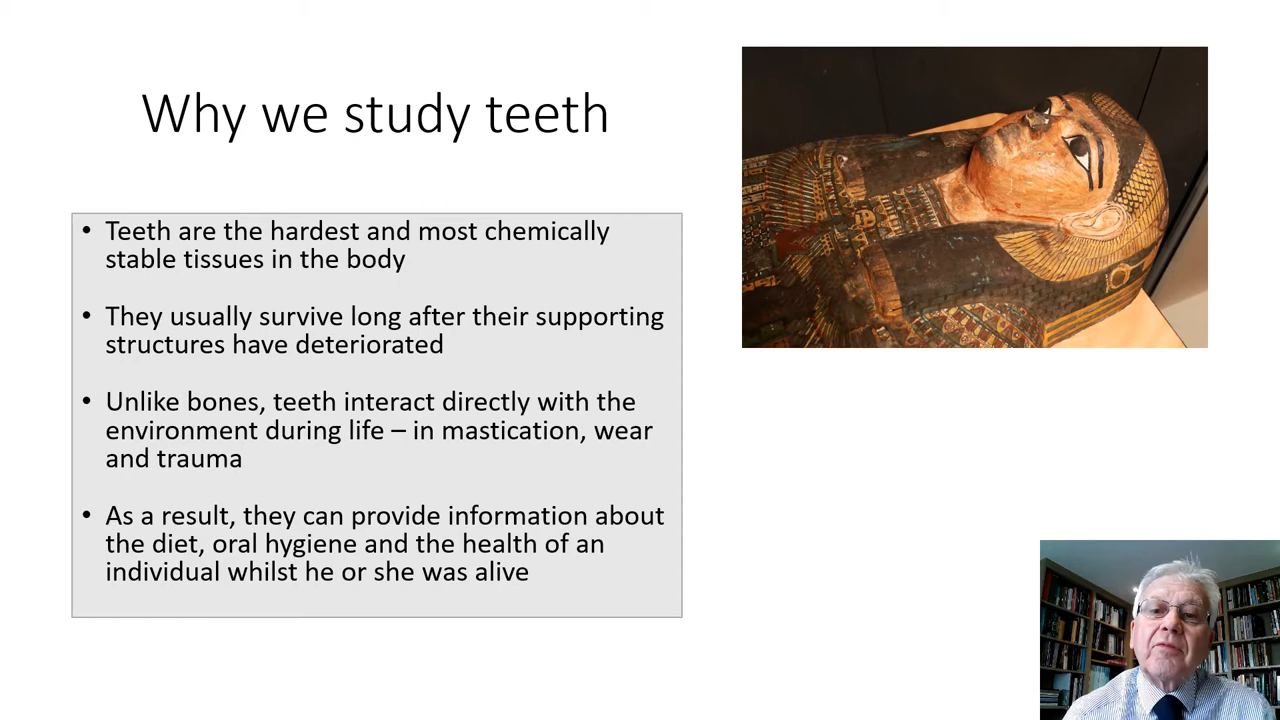 Why we study teeth
• Teeth are the hardest and most chemically
stable tissues in the body
• They usually survive long after their supporting
structures have deteriorated
• Unlike bones, teeth interact directly with the
environment during life – in mastication, wear
and trauma
• As a result, they can provide information about
the diet, oral hygiene and the health of an
individual whilst he or she was alive